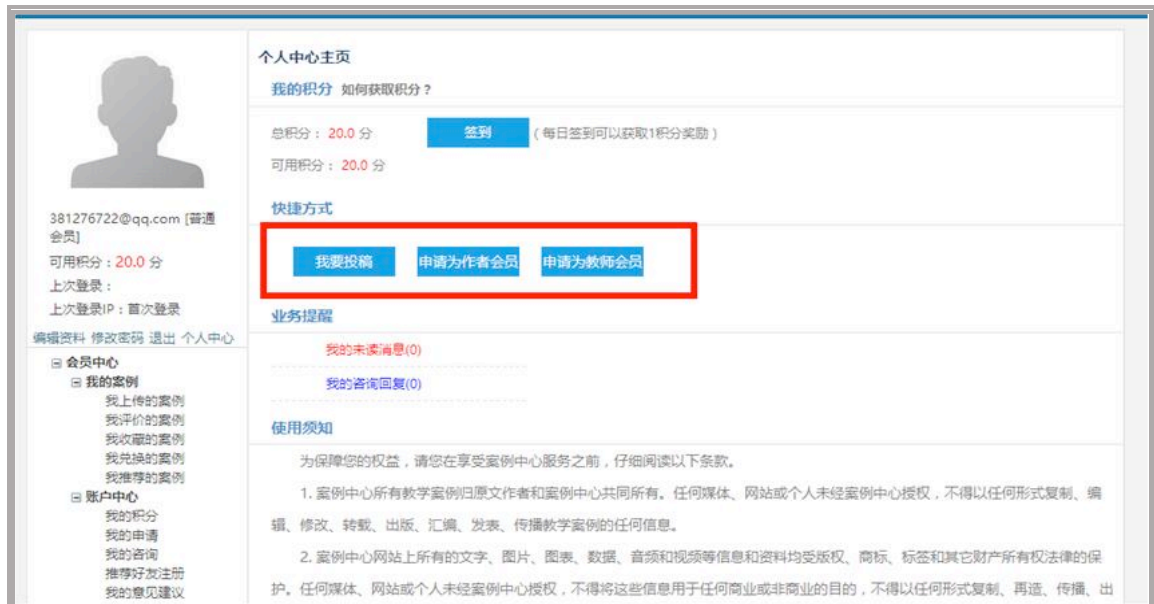 381276722@qq.com [普通
会员]
可用积分：20.0 分
上次登录：
上次登录IP：首次登录
编辑资料 修改密码 退出 个人中心
会员中心
我的案例
我上传的案例
我评价的案例
我收藏的案例
我兑换的案例
我推荐的案例
账户中心
我的积分
我的申请
我的咨询
推荐好友注册
我的意见建议
个人中心主页
我的积分 如何获取积分？
总积分： 20.0 分 签到 （每日签到可以获取1积分奖励）
可用积分： 20.0 分
快捷方式
我要投稿 申请为作者会员 申请为教师会员
业务提醒
我的未读消息(0)
我的咨询回复(0)
使用须知
为保障您的权益，请您在享受案例中心服务之前，仔细阅读以下条款。
1. 案例中心所有教学案例归原文作者和案例中心共同所有。任何媒体、网站或个人未经案例中心授权，不得以任何形式复制、编
辑、修改、转载、出版、汇编、发表、传播教学案例的任何信息。
2. 案例中心网站上所有的文字、图片、图表、数据、音频和视频等信息和资料均受版权、商标、标签和其它财产所有权法律的保
护。任何媒体、网站或个人未经案例中心授权，不得将这些信息用于任何商业或非商业的目的，不得以任何形式复制、再造、传播、出